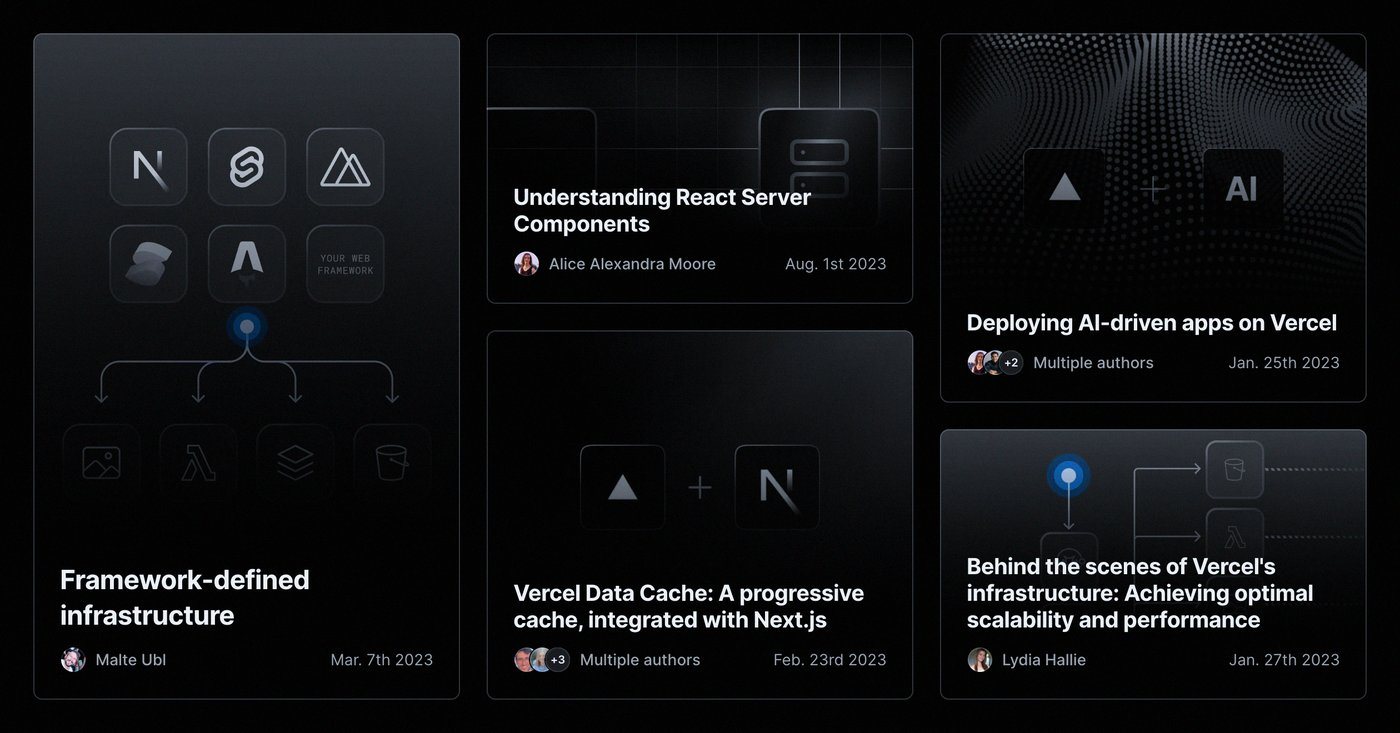 YOUR WEB
FRAMEWORK
Framework-defined
infrastructure
Malte Ubl
Mar. 7th 2023
Understanding React Server
Components
Alice Alexandra Moore
Aug. 1st 2023
N
Vercel Data Cache: A progressive
cache, integrated with Next.js
+3
Multiple authors
Feb. 23rd 2023
AI
Deploying AI-driven apps on Vercel
+2
Multiple authors
Jan. 25th 2023
Behind the scenes of Vercel's
infrastructure: Achieving optimal
scalability and performance
Lydia Hallie
Jan. 27th 2023